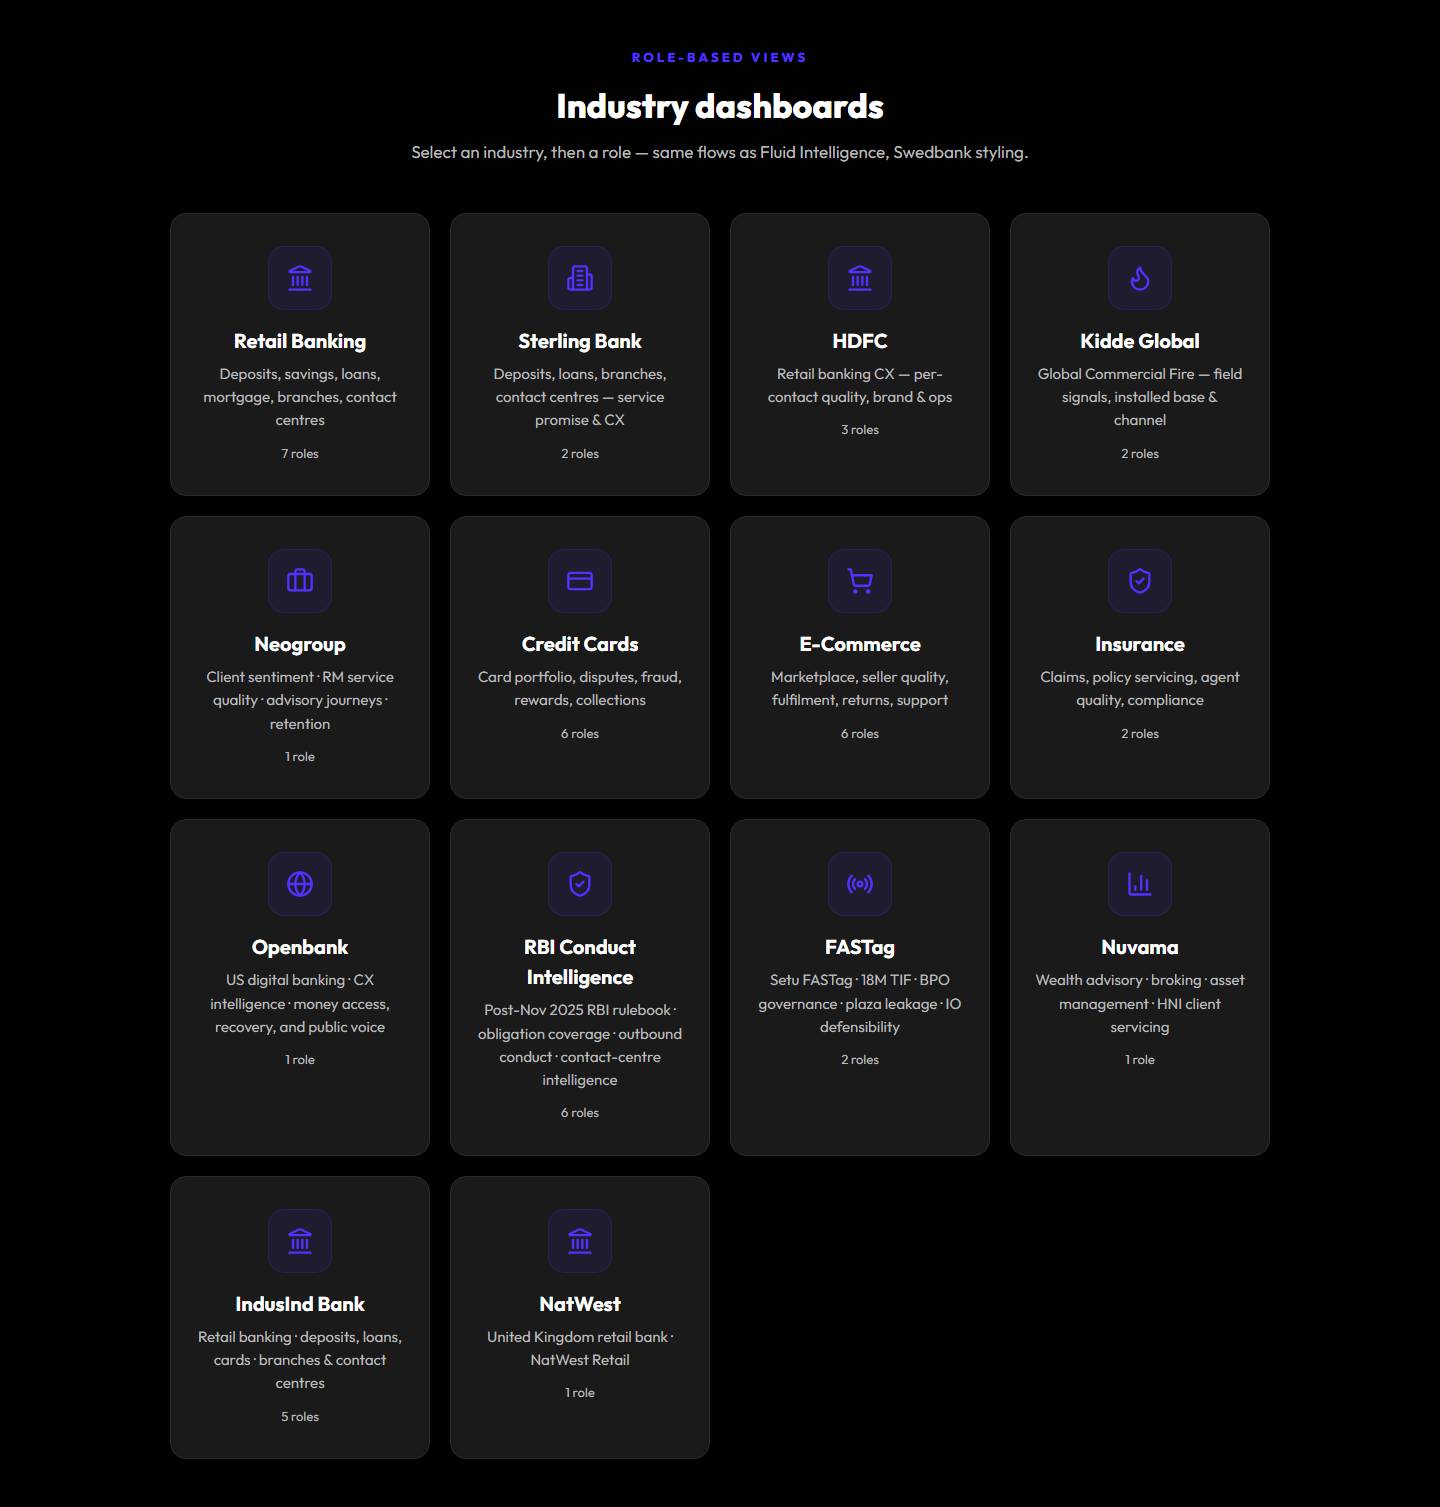 ROLE-BASED VIEWS
Industry dashboards
Select an industry, then a role — same flows as Fluid Intelligence, Swedbank styling.
Retail Banking
Deposits, savings, loans,
mortgage, branches, contact
centres
7 roles
Sterling Bank
Deposits, loans, branches,
contact centres — service
promise & CX
2 roles
HDFC
Retail banking CX — per-
contact quality, brand & ops
3 roles
Kidde Global
Global Commercial Fire — field
signals, installed base &
channel
2 roles
Neogroup
Client sentiment · RM service
quality · advisory journeys ·
retention
1 role
Credit Cards
Card portfolio, disputes, fraud,
rewards, collections
6 roles
E-Commerce
Marketplace, seller quality,
fulfilment, returns, support
6 roles
Insurance
Claims, policy servicing, agent
quality, compliance
2 roles
Openbank
US digital banking · CX
intelligence · money access,
recovery, and public voice
1 role
RBI Conduct
Intelligence
Post-Nov 2025 RBI rulebook ·
obligation coverage · outbound
conduct · contact-centre
intelligence
6 roles
FASTag
Setu FASTag · 18M TIF · BPO
governance · plaza leakage · IO
defensibility
2 roles
Nuvama
Wealth advisory · broking · asset
management · HNI client
servicing
1 role
IndusInd Bank
Retail banking · deposits, loans,
cards · branches & contact
centres
5 roles
NatWest
United Kingdom retail bank ·
NatWest Retail
1 role